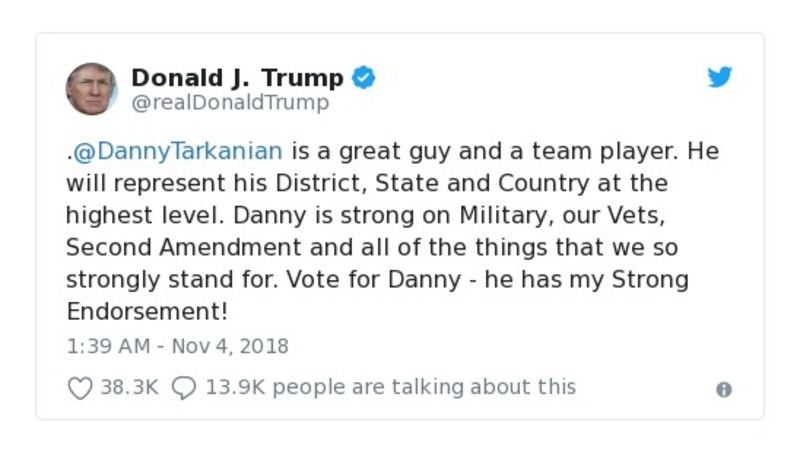 Donald J. Trump
@realDonaldTrump
.@DannyTarkanian is a great guy and a team player. He
will represent his District, State and Country at the
highest level. Danny is strong on Military, our Vets,
Second Amendment and all of the things that we so
strongly stand for. Vote for Danny - he has my Strong
Endorsement!
1:39 AM - Nov 4, 2018
38.3K 13.9K people are talking about this